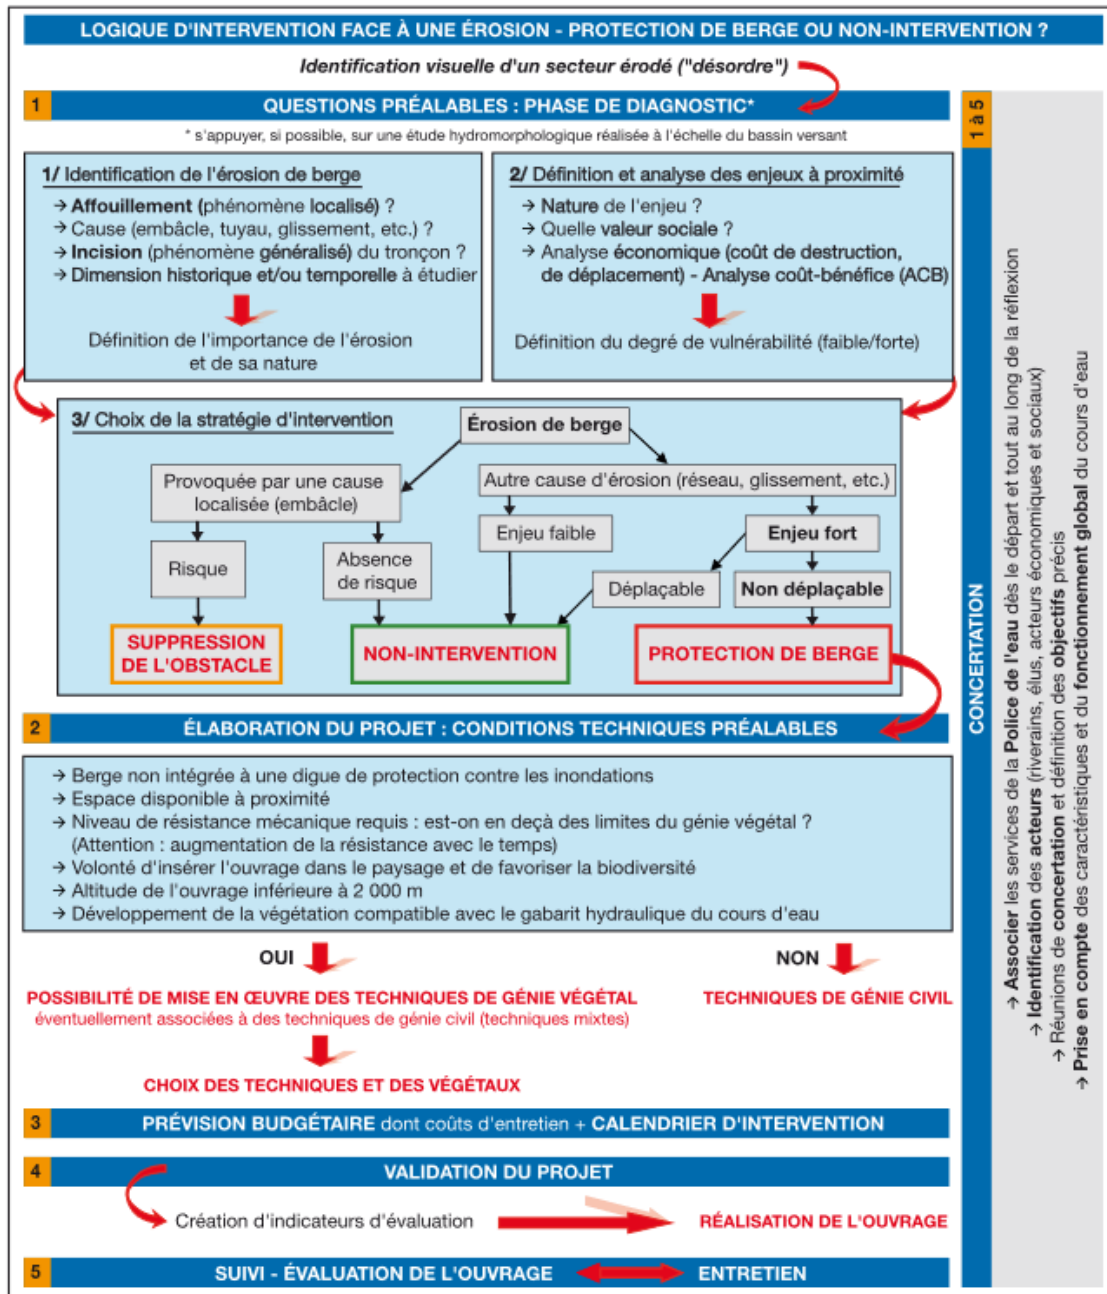 LOGIQUE D'INTERVENTION FACE À UNE ÉROSION - PROTECTION DE BERGE OU NON-INTERVENTION ?
Identification visuelle d'un secteur érodé ("désordre")
1
QUESTIONS PRÉALABLES : PHASE DE DIAGNOSTIC*
* s'appuyer, si possible, sur une étude hydromorphologique réalisée à l'échelle du bassin versant
1/ Identification de l'érosion de berge
→ Affouillement (phénomène localisé) ?
→ Cause (embâcle, tuyau, glissement, etc.) ?
→ Incision (phénomène généralisé) du tronçon ?
→ Dimension historique et/ou temporelle à étudier
Définition de l'importance de l'érosion
et de sa nature
2/ Définition et analyse des enjeux à proximité
→ Nature de l'enjeu ?
→ Quelle valeur sociale ?
→ Analyse économique (coût de destruction,
de déplacement) - Analyse coût-bénéfice (ACB)
Définition du degré de vulnérabilité (faible/forte)
3/ Choix de la stratégie d'intervention
Érosion de berge
Provoquée par une cause
localisée (embâcle)
Autre cause d'érosion (réseau, glissement, etc.)
Risque
Absence
de risque
Enjeu faible
Enjeu fort
Déplaçable
Non déplaçable
SUPPRESSION
DE L'OBSTACLE
NON-INTERVENTION
PROTECTION DE BERGE
2
ÉLABORATION DU PROJET : CONDITIONS TECHNIQUES PRÉALABLES
→ Berge non intégrée à une digue de protection contre les inondations
→ Espace disponible à proximité
→ Niveau de résistance mécanique requis : est-on en deçà des limites du génie végétal ?
(Attention : augmentation de la résistance avec le temps)
→ Volonté d'insérer l'ouvrage dans le paysage et de favoriser la biodiversité
→ Altitude de l'ouvrage inférieure à 2 000 m
→ Développement de la végétation compatible avec le gabarit hydraulique du cours d'eau
OUI
NON
POSSIBILITÉ DE MISE EN ŒUVRE DES TECHNIQUES DE GÉNIE VÉGÉTAL
éventuellement associées à des techniques de génie civil (techniques mixtes)
TECHNIQUES DE GÉNIE CIVIL
CHOIX DES TECHNIQUES ET DES VÉGÉTAUX
3
PRÉVISION BUDGÉTAIRE dont coûts d'entretien + CALENDRIER D'INTERVENTION
4
VALIDATION DU PROJET
Création d'indicateurs d'évaluation
RÉALISATION DE L'OUVRAGE
5
SUIVI - ÉVALUATION DE L'OUVRAGE
ENTRETIEN
1 à 5
CONCERTATION
→ Associer les services de la Police de l'eau dès le départ et tout au long de la réflexion
→ Identification des acteurs (riverains, élus, acteurs économiques et sociaux)
→ Réunions de concertation et définition des objectifs précis
→ Prise en compte des caractéristiques et du fonctionnement global du cours d'eau